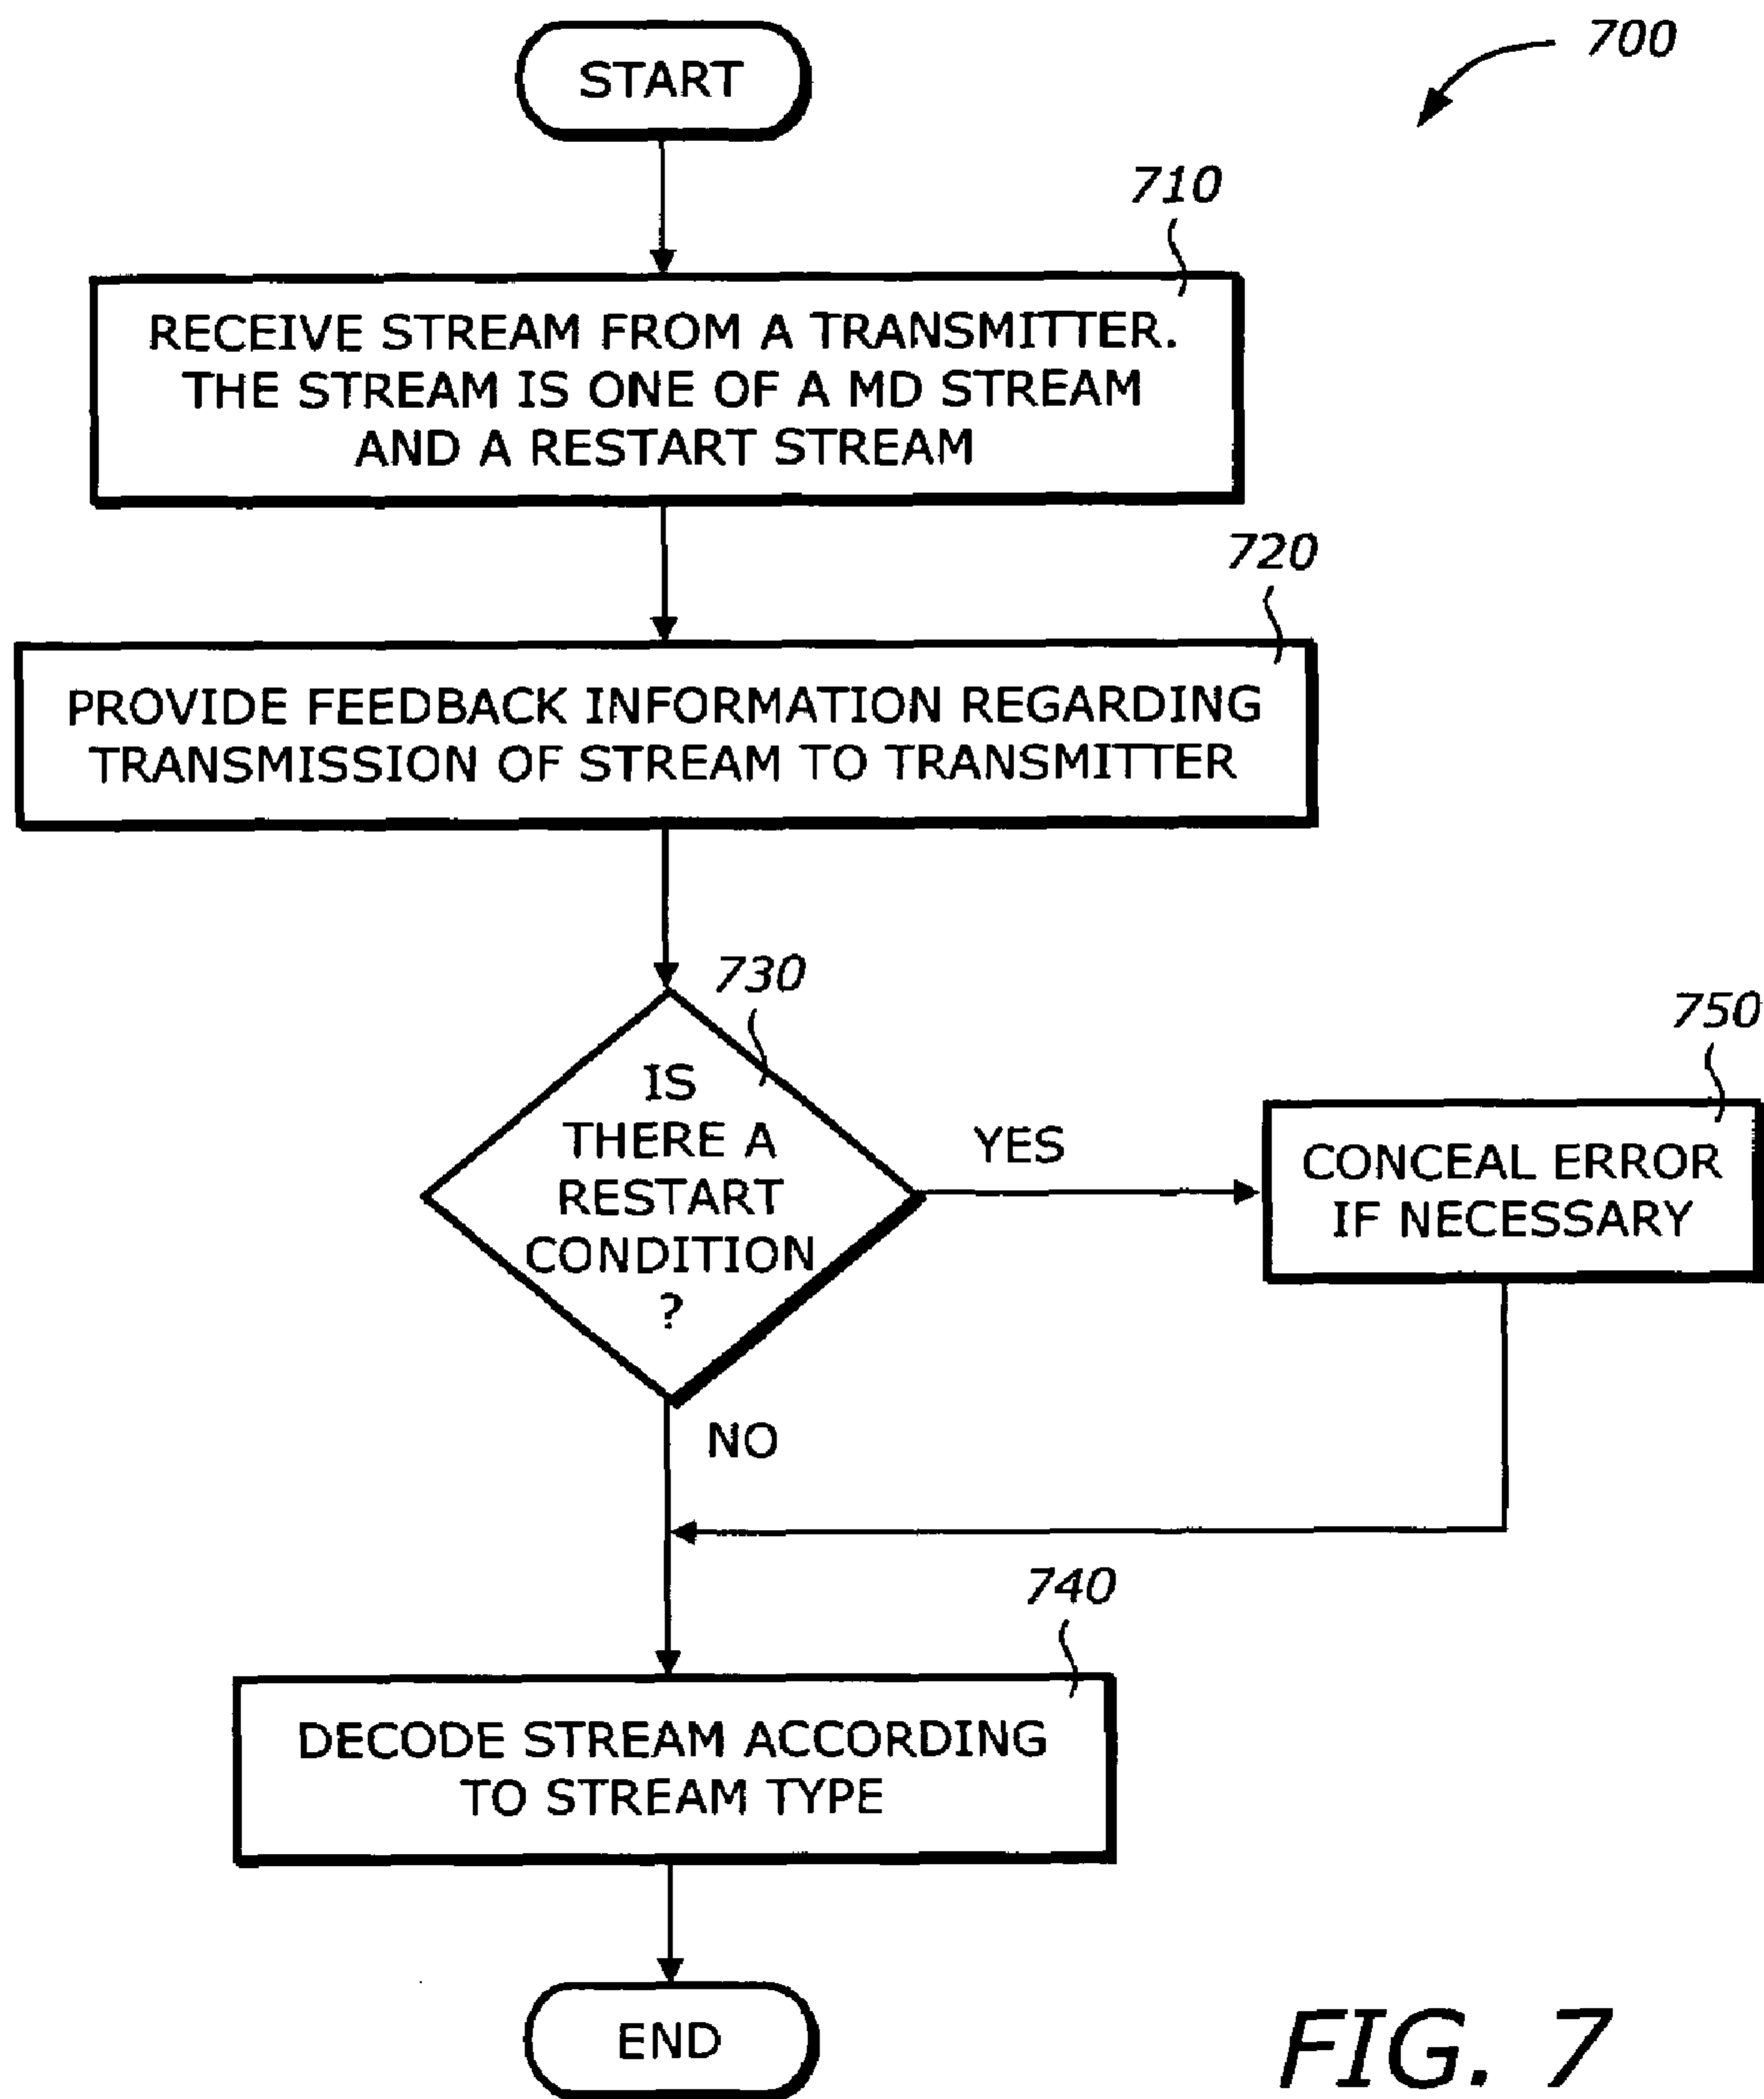 START
700
710
RECEIVE STREAM FROM A TRANSMITTER.
THE STREAM IS ONE OF A MD STREAM
AND A RESTART STREAM
720
PROVIDE FEEDBACK INFORMATION REGARDING
TRANSMISSION OF STREAM TO TRANSMITTER
730
IS
THERE A
RESTART
CONDITION
?
YES
750
CONCEAL ERROR
IF NECESSARY
NO
740
DECODE STREAM ACCORDING
TO STREAM TYPE
END
FIG. 7